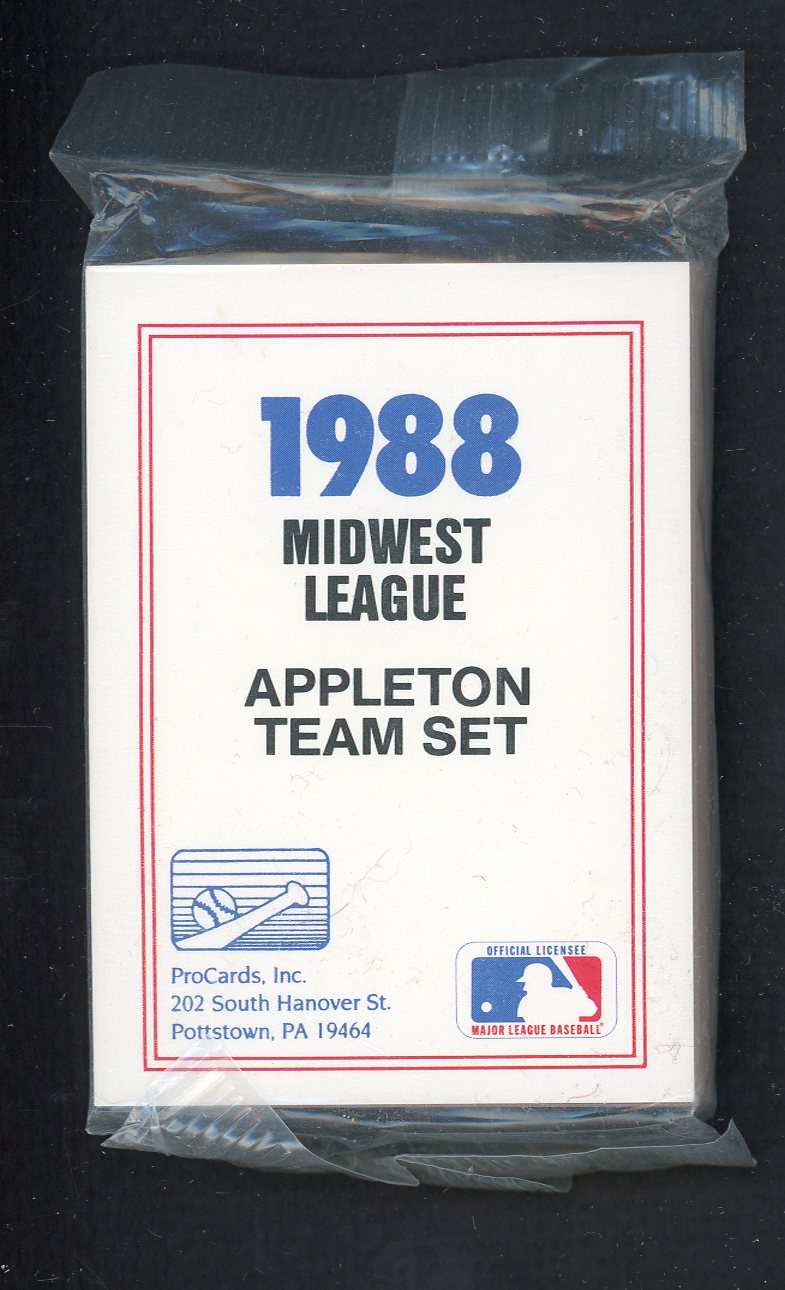 1988
MIDWEST
LEAGUE
APPLETON
TEAM SET
ProCards, Inc.
202 South Hanover St.
Pottstown, PA 19464
OFFICIAL LICENSEE
MAJOR LEAGUE BASEBALL®